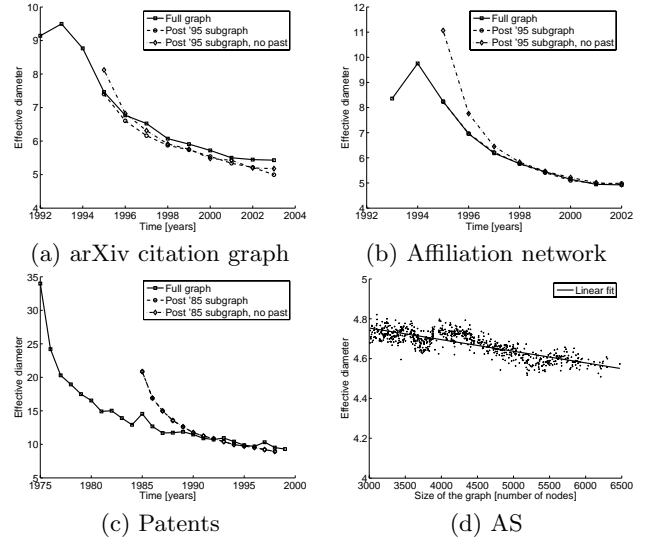 10
9
8
7
6
5
4
1992 1994 1996 1998 2000 2002 2004
Effective diameter
Time [years]
Full graph
Post '95 subgraph
Post '95 subgraph, no past
(a) arXiv citation graph
12
11
10
9
8
7
6
5
4
1992 1994 1996 1998 2000 2002
Effective diameter
Time [years]
Full graph
Post '95 subgraph
Post '95 subgraph, no past
(b) Affiliation network
35
30
25
20
15
10
5
1975 1980 1985 1990 1995 2000
Effective diameter
Time [years]
Full graph
Post '85 subgraph
Post '85 subgraph, no past
(c) Patents
5
4.8
4.6
4.4
4.2
4
3000 3500 4000 4500 5000 5500 6000 6500
Effective diameter
Size of the graph [number of nodes]
Linear fit
(d) AS